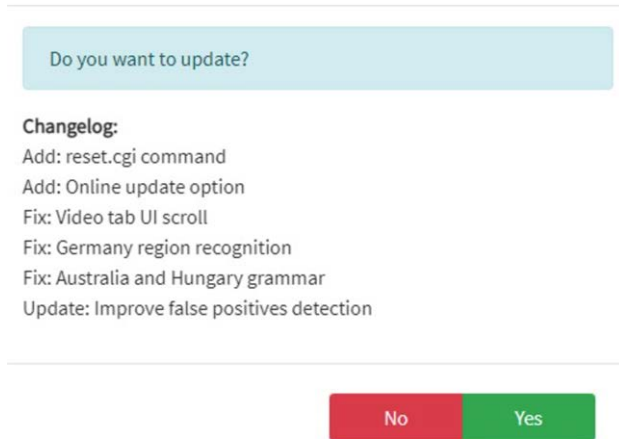 Do you want to update?
Changelog:
Add: reset.cgi command
Add: Online update option
Fix: Video tab UI scroll
Fix: Germany region recognition
Fix: Australia and Hungary grammar
Update: Improve false positives detection
No
Yes